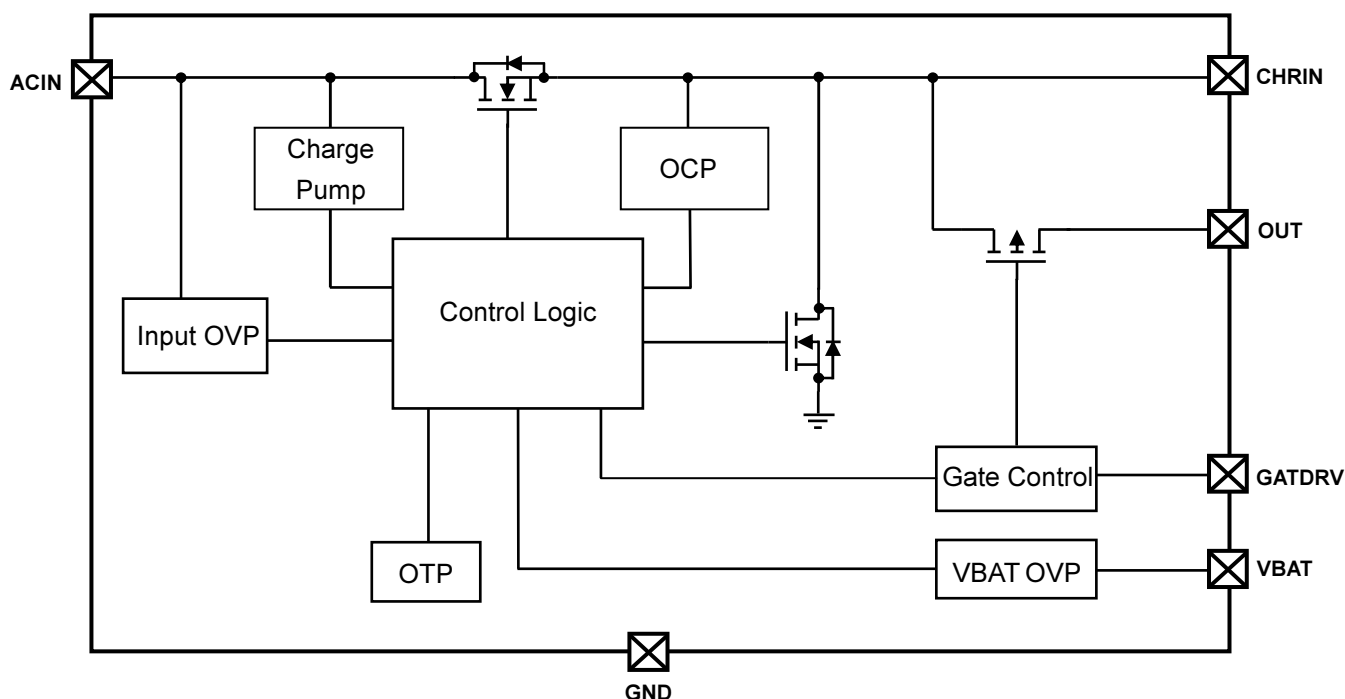 ACIN
CHRIN
Charge
Pump
OCP
OUT
Control Logic
Input OVP
Gate Control
GATDRV
OTP
VBAT OVP
VBAT
GND